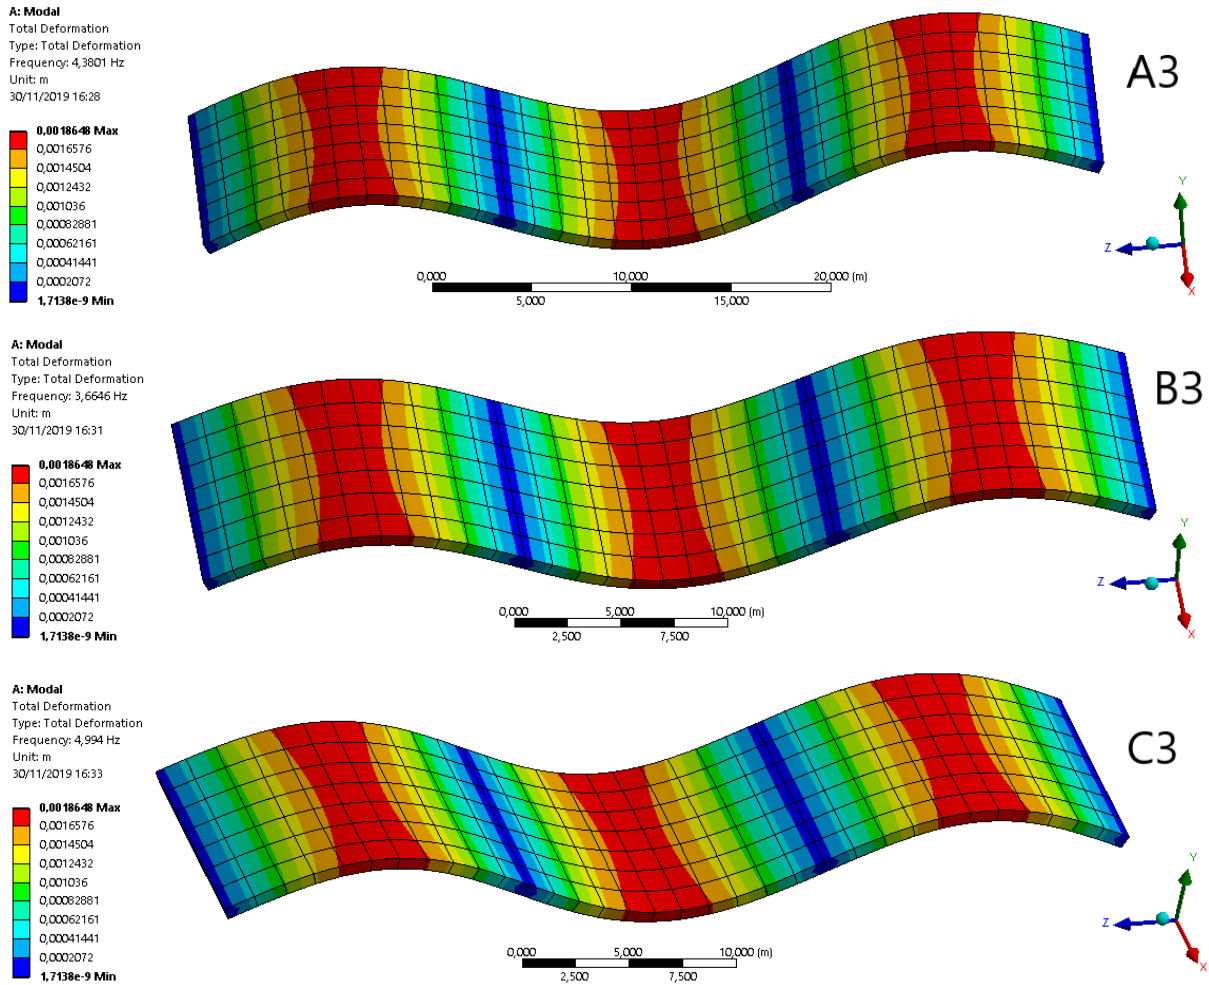 A: Modal
Total Deformation
Type: Total Deformation
Frequency: 4,3801 Hz
Unit: m
30/11/2019 16:28
0,0018648 Max
0,0016576
0,0014504
0,0012432
0,001036
0,00082881
0,00062161
0,00041441
0,0002072
1,7138e-9 Min
A3
Y
Z
X
0,000 10,000 20,000 (m)
5,000 15,000
A: Modal
Total Deformation
Type: Total Deformation
Frequency: 3,6646 Hz
Unit: m
30/11/2019 16:31
0,0018648 Max
0,0016576
0,0014504
0,0012432
0,001036
0,00082881
0,00062161
0,00041441
0,0002072
1,7138e-9 Min
B3
Y
Z
X
0,000 5,000 10,000 (m)
2,500 7,500
A: Modal
Total Deformation
Type: Total Deformation
Frequency: 4,994 Hz
Unit: m
30/11/2019 16:33
0,0018648 Max
0,0016576
0,0014504
0,0012432
0,001036
0,00082881
0,00062161
0,00041441
0,0002072
1,7138e-9 Min
C3
Y
Z
X
0,000 5,000 10,000 (m)
2,500 7,500